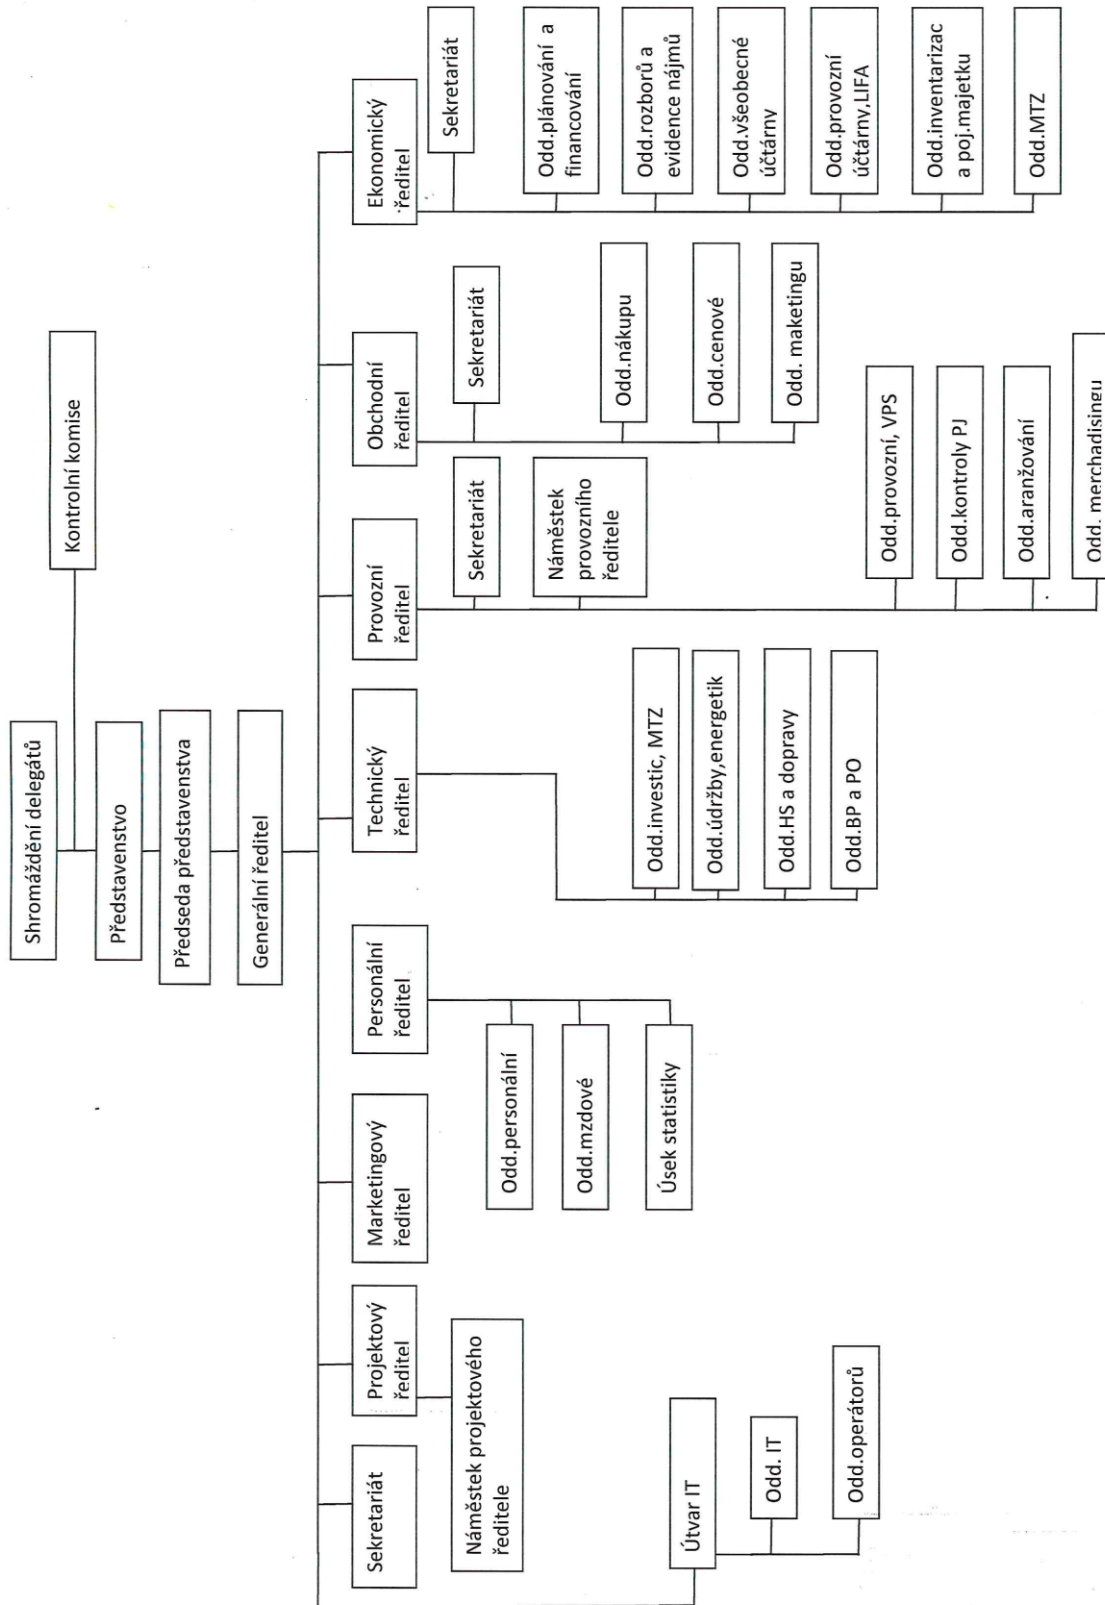 Shromáždění delegátů
Kontrolní komise
Představenstvo
Předseda představenstva
Generální ředitel
Sekretariát
Projektový
ředitel
Marketingový
ředitel
Personální
ředitel
Technický
ředitel
Provozní
ředitel
Obchodní
ředitel
Ekonomický
ředitel
Náměstek projektového
ředitele
Útvar IT
Odd. IT
Odd.operátorů
Odd.personální
Odd.mzdové
Úsek statistiky
Odd.investic, MTZ
Odd.údržby,energetik
Odd.HS a dopravy
Odd.BP a PO
Sekretariát
Náměstek
provozního
ředitele
Odd.provozní, VPS
Odd.kontroly PJ
Odd.aranžování
Odd. merchadisingu
Sekretariát
Odd.nákupu
Odd.cenové
Odd. maketingu
Sekretariát
Odd.plánování a
financování
Odd.rozborů a
evidence nájmů
Odd.všeobecné
účtárny
Odd.provozní
účtárny,LIFA
Odd.inventarizac
a poj.majetku
Odd.MTZ